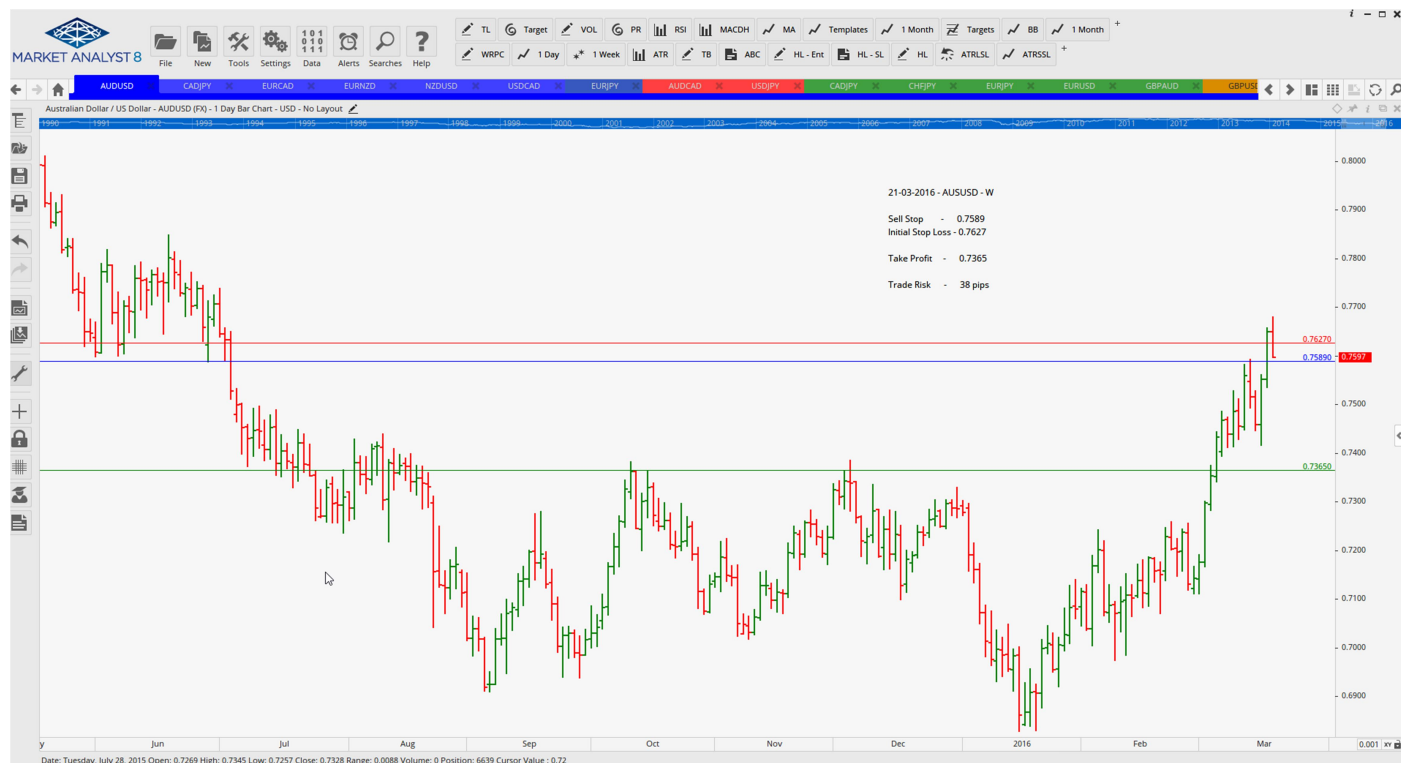 MARKET ANALYST 8
File New Tools Settings Data Alerts Searches Help
TL Target VOL PR RSI MACDH MA Templates 1 Month Targets BB 1 Month +
WRPC 1 Day 1 Week ATR TB ABC HL - Ent HL - SL HL ATRLSL ATRSSL +
AUDUSD CADJPY EURCAD EURNZD NZDUSD USDCAD EURJPY AUDCAD USDJPY CADJPY CHFJPY EURJPY EURUSD GBPAUD GBPUSD
Australian Dollar / US Dollar - AUDUSD (FX) - 1 Day Bar Chart - USD - No Layout
1990 1991 1992 1993 1994 1995 1996 1997 1998 1999 2000 2001 2002 2003 2004 2005 2006 2007 2008 2009 2010 2011 2012 2013 2014 2015 2016
0.8000
21-03-2016 - AUSUSD - W
0.7900
Sell Stop - 0.7589
Initial Stop Loss - 0.7627
Take Profit - 0.7365
0.7800
Trade Risk - 38 pips
0.7700
0.76270
0.75890
0.7597
0.7500
0.7400
0.73650
0.7300
0.7200
0.7100
0.7000
0.6900
y Jun Jul Aug Sep Oct Nov Dec 2016 Feb Mar 0.001 XY
Date: Tuesday, July 28, 2015 Open: 0.7269 High: 0.7345 Low: 0.7257 Close: 0.7328 Range: 0.0088 Volume: 0 Position: 6639 Cursor Value : 0.72